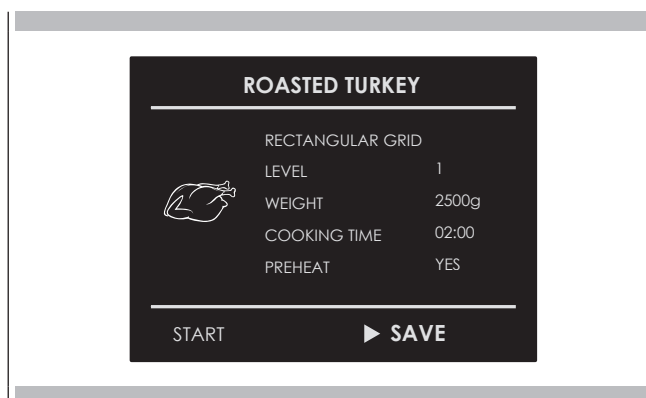 ROASTED TURKEY
RECTANGULAR GRID
LEVEL 1
WEIGHT 2500g
COOKING TIME 02:00
PREHEAT YES
START ▶ SAVE